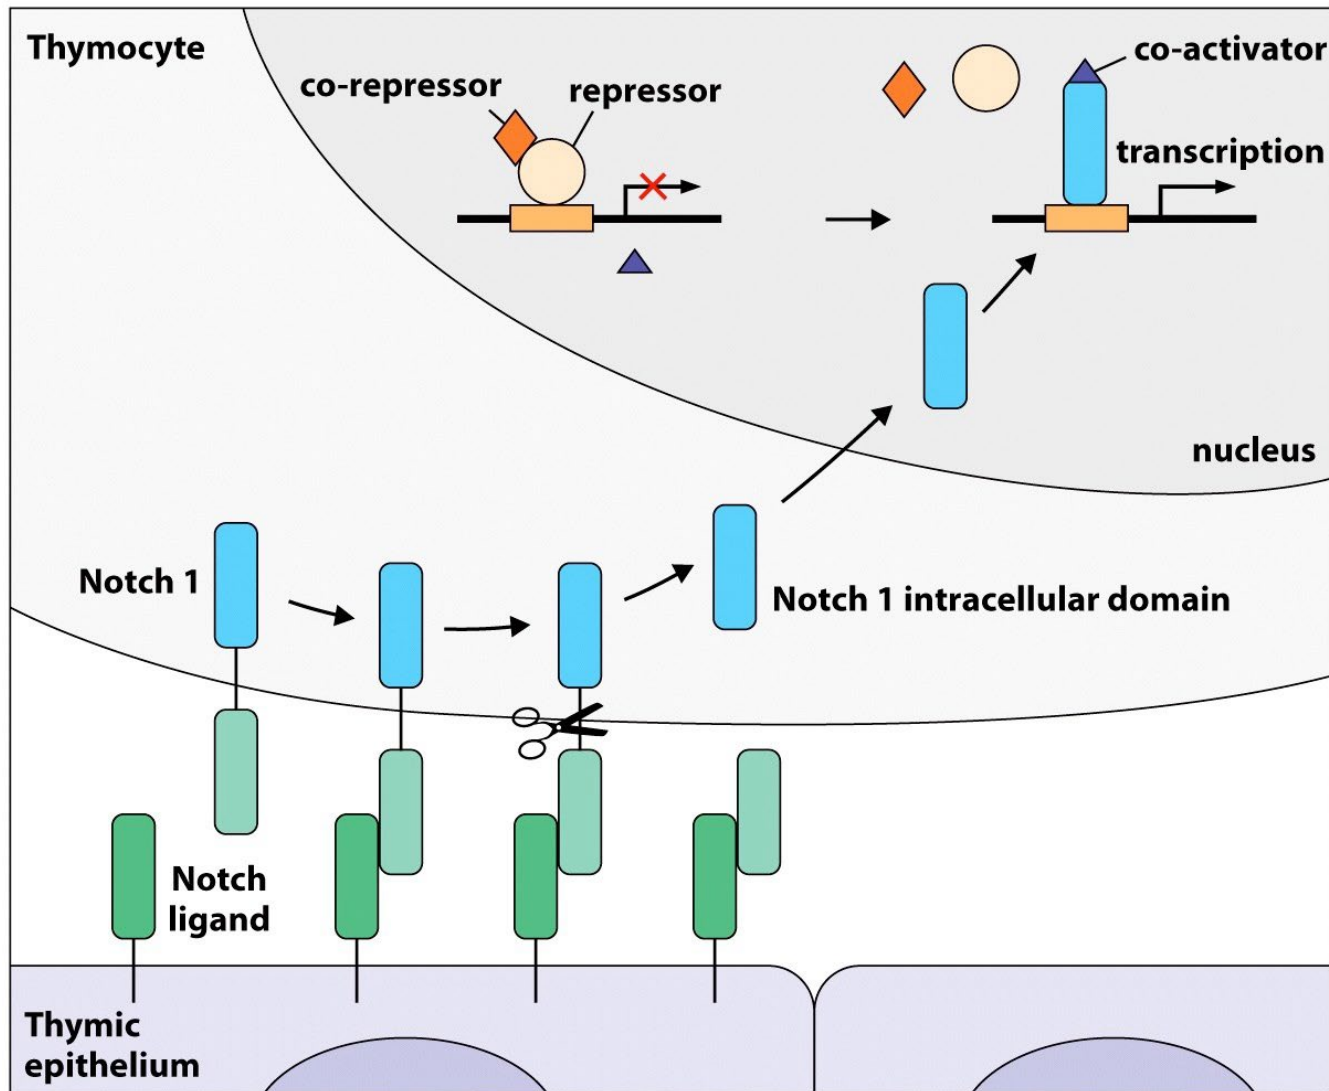 Thymocyte
co-repressor
repressor
co-activator
transcription
nucleus
Notch 1
Notch 1 intracellular domain
Notch
ligand
Thymic
epithelium